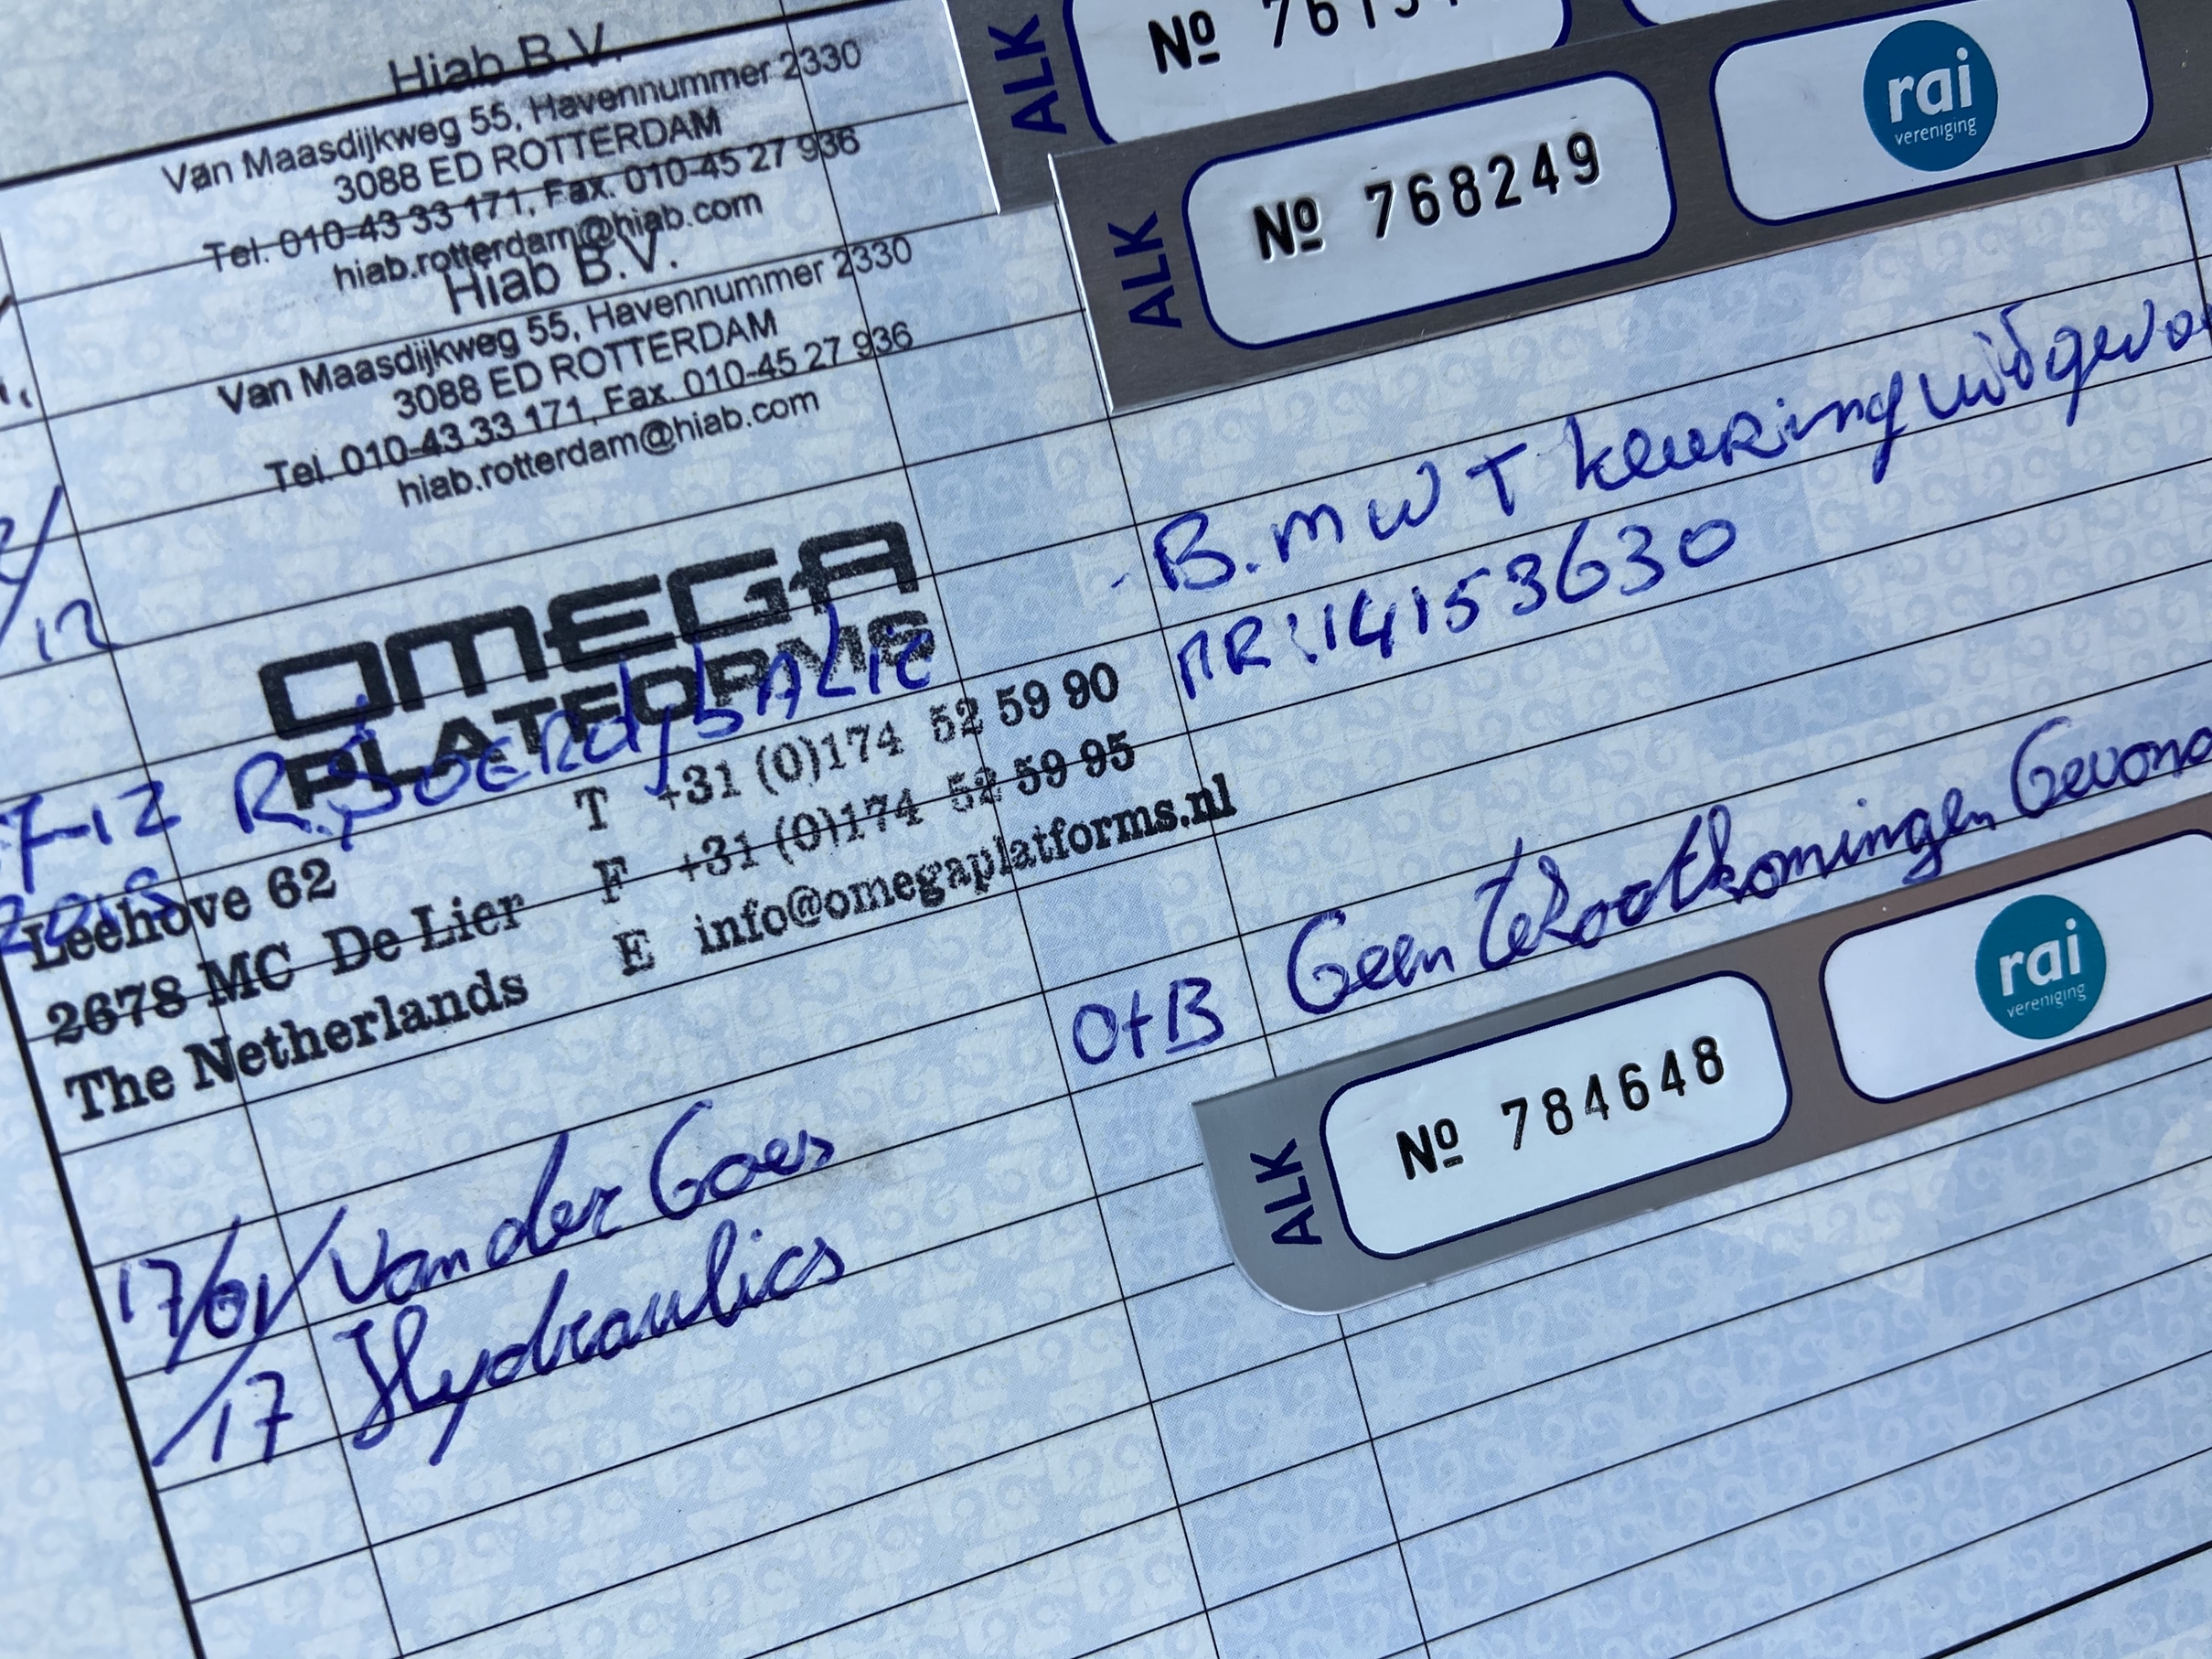 Hiab B.V.
Van Maasdijkweg 55, Havennummer 2330
3088 ED ROTTERDAM
Tel. 010-43 33 171, Fax. 010-45 27 936
hiab.rotterdam@hiab.com
Hiab B.V.
Van Maasdijkweg 55, Havennummer 2330
3088 ED ROTTERDAM
Tel. 010-43 33 171, Fax. 010-45 27 936
hiab.rotterdam@hiab.com
ALK Nº
ALK Nº 768249 rai vereniging
B.mWT keuring
nR: 14153630
/12
OMEGA
PLATFORMS
7-12 R.
Leehove 62
2678 MC De Lier
The Netherlands
T +31 (0)174 52 59 90
F +31 (0)174 52 59 95
E info@omegaplatforms.nl
O+B Geen
ALK Nº 784648 rai vereniging
17/01/ Van der Goes
/17 Hydraulics